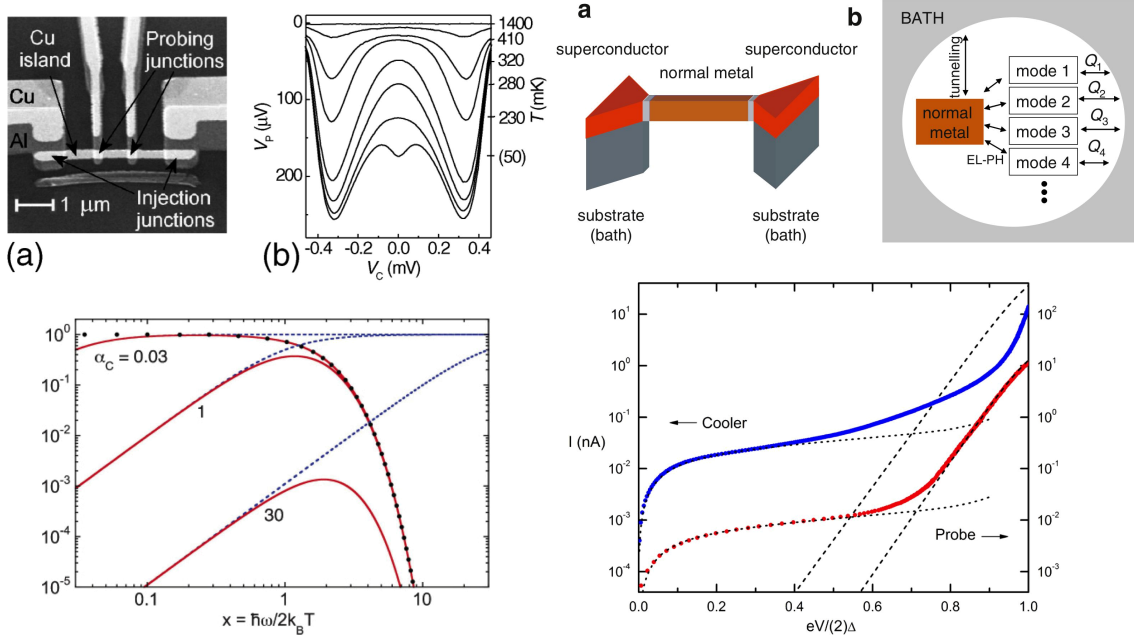 Cu
island
Probing
junctions
Cu
Al
Injection
junctions
1 μm
(a)
0
100
200
V_P (μV)
1400
410
320
280
230
(50)
T (mK)
-0.4
-0.2
0.0
0.2
0.4
V_C (mV)
(b)
a
superconductor
superconductor
normal metal
substrate
(bath)
substrate
(bath)
b
BATH
tunnelling
normal
metal
EL-PH
mode 1
mode 2
mode 3
mode 4
Q_1
Q_2
Q_3
Q_4
10^0
10^-1
10^-2
10^-3
10^-4
10^-5
α_C = 0.03
1
30
0.1
1
10
x = ħω/2k_BT
10^1
10^0
10^-1
10^-2
10^-3
10^-4
I (nA)
Cooler
Probe
10^2
10^1
10^0
10^-1
10^-2
10^-3
0.0
0.2
0.4
0.6
0.8
1.0
eV/(2)Δ